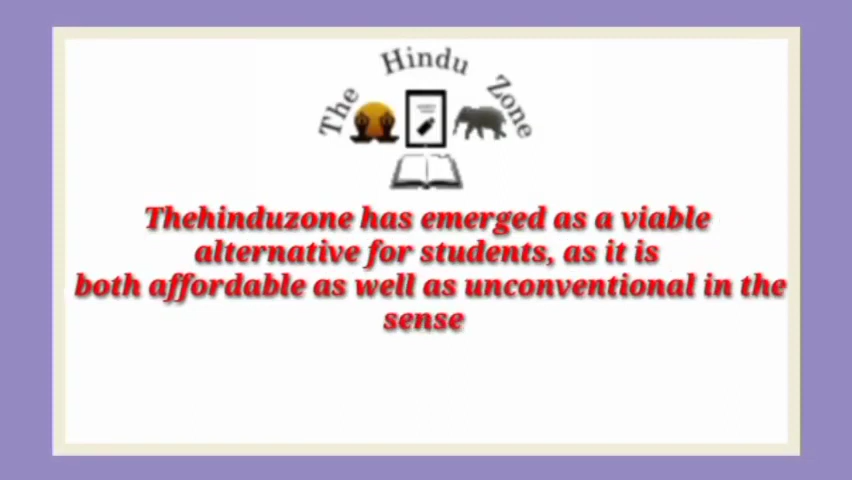 The Hindu Zone
Thehinduzone has emerged as a viable
alternative for students, as it is
both affordable as well as unconventional in the
sense